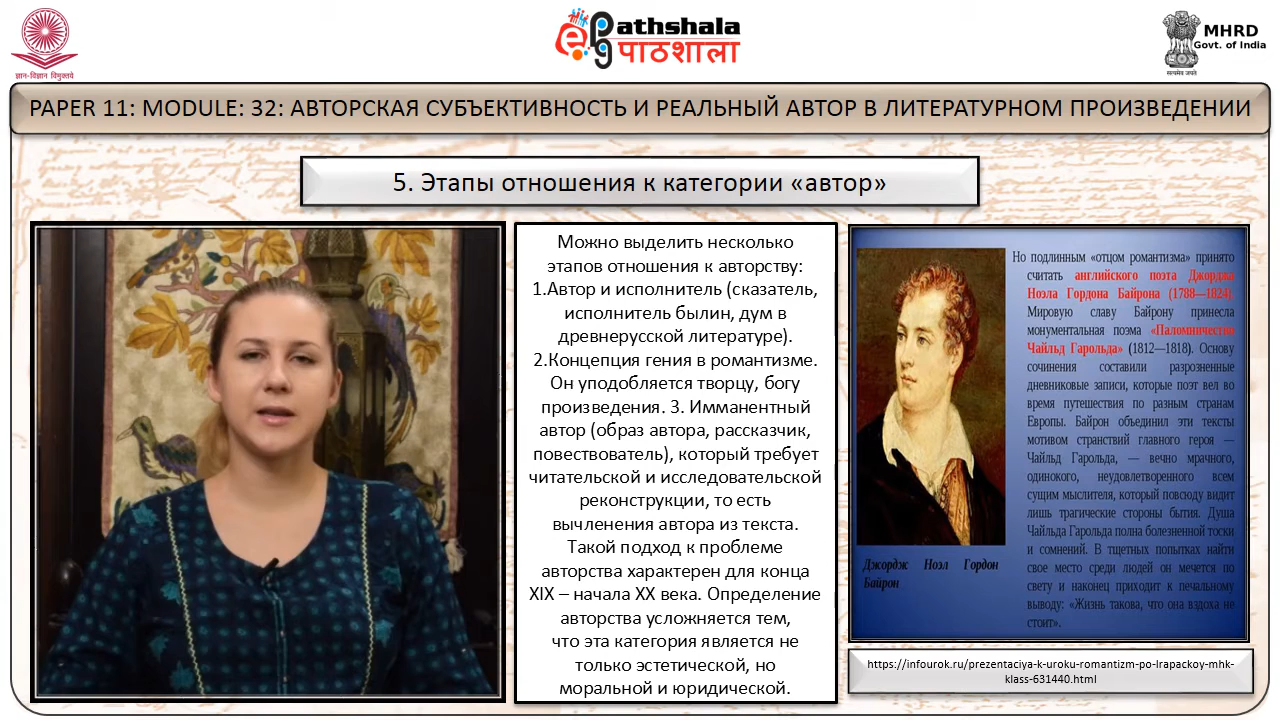 ज्ञान-विज्ञान विमुक्तये
ePathshala
पाठशाला
सत्यमेव जयते
MHRD
Govt. of India
PAPER 11: MODULE: 32: АВТОРСКАЯ СУБЪЕКТИВНОСТЬ И РЕАЛЬНЫЙ АВТОР В ЛИТЕРАТУРНОМ ПРОИЗВЕДЕНИИ
5. Этапы отношения к категории «автор»
Можно выделить несколько
этапов отношения к авторству:
1.Автор и исполнитель (сказатель,
исполнитель былин, дум в
древнерусской литературе).
2.Концепция гения в романтизме.
Он уподобляется творцу, богу
произведения. 3. Имманентный
автор (образ автора, рассказчик,
повествователь), который требует
читательской и исследовательской
реконструкции, то есть
вычленения автора из текста.
Такой подход к проблеме
авторства характерен для конца
XIX – начала XX века. Определение
авторства усложняется тем,
что эта категория является не
только эстетической, но
моральной и юридической.
Но подлинным «отцом романтизма» принято
считать английского поэта Джорджа
Ноэла Гордона Байрона (1788—1824).
Мировую славу Байрону принесла
монументальная поэма «Паломничество
Чайльд Гарольда» (1812—1818). Основу
сочинения составили разрозненные
дневниковые записи, которые поэт вел во
время путешествия по разным странам
Европы. Байрон объединил эти тексты
мотивом странствий главного героя —
Чайльд Гарольда, — вечно мрачного,
одинокого, неудовлетворенного всем
сущим мыслителя, который повсюду видит
лишь трагические стороны бытия. Душа
Чайльда Гарольда полна болезненной тоски
и сомнений. В тщетных попытках найти
свое место среди людей он мечется по
свету и наконец приходит к печальному
выводу: «Жизнь такова, что она вздоха не
стоит».
Джордж Ноэл Гордон
Байрон
https://infourok.ru/prezentaciya-k-uroku-romantizm-po-lrapackoy-mhk-
klass-631440.html